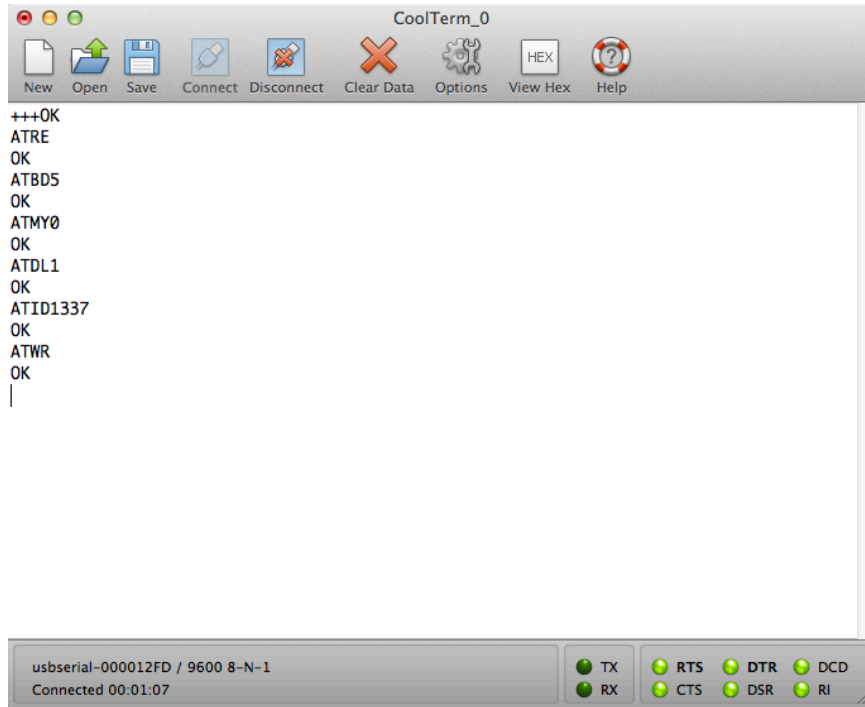 CoolTerm_0
New Open Save Connect Disconnect Clear Data Options View Hex Help
HEX
+++OK
ATRE
OK
ATBD5
OK
ATMY0
OK
ATDL1
OK
ATID1337
OK
ATWR
OK
usbserial-000012FD / 9600 8-N-1
Connected 00:01:07
TX
RX
RTS DTR DCD
CTS DSR RI